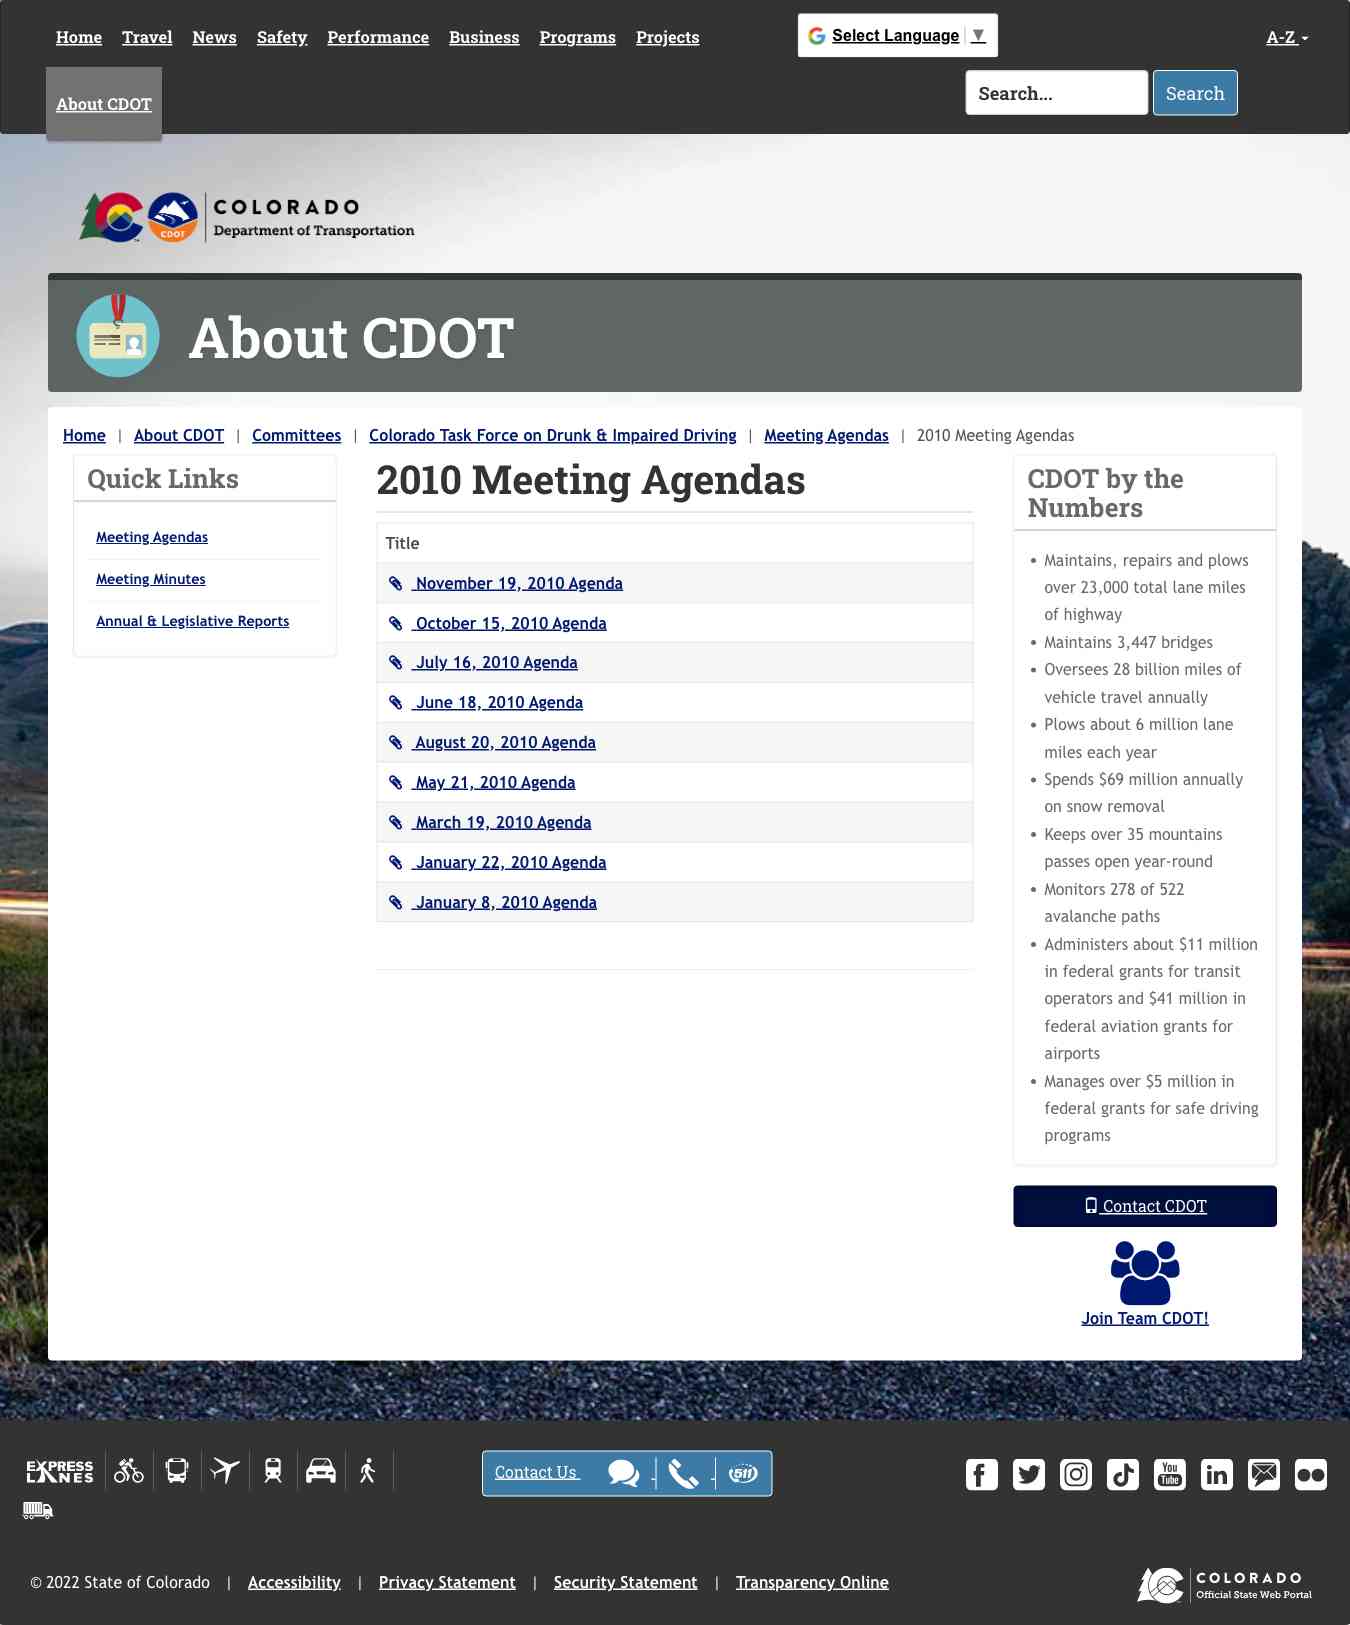 Home Travel News Safety Performance Business Programs Projects
Select Language ▼
A-Z
About CDOT
Search...
Search
COLORADO
Department of Transportation
CDOT
About CDOT
Home | About CDOT | Committees | Colorado Task Force on Drunk & Impaired Driving | Meeting Agendas | 2010 Meeting Agendas
Quick Links
Meeting Agendas
Meeting Minutes
Annual & Legislative Reports
2010 Meeting Agendas
Title
November 19, 2010 Agenda
October 15, 2010 Agenda
July 16, 2010 Agenda
June 18, 2010 Agenda
August 20, 2010 Agenda
May 21, 2010 Agenda
March 19, 2010 Agenda
January 22, 2010 Agenda
January 8, 2010 Agenda
CDOT by the
Numbers
• Maintains, repairs and plows
over 23,000 total lane miles
of highway
• Maintains 3,447 bridges
• Oversees 28 billion miles of
vehicle travel annually
• Plows about 6 million lane
miles each year
• Spends $69 million annually
on snow removal
• Keeps over 35 mountains
passes open year-round
• Monitors 278 of 522
avalanche paths
• Administers about $11 million
in federal grants for transit
operators and $41 million in
federal aviation grants for
airports
• Manages over $5 million in
federal grants for safe driving
programs
Contact CDOT
Join Team CDOT!
EXPRESS
LANES
Contact Us
511
You
Tube
in
© 2022 State of Colorado | Accessibility | Privacy Statement | Security Statement | Transparency Online
COLORADO
Official State Web Portal